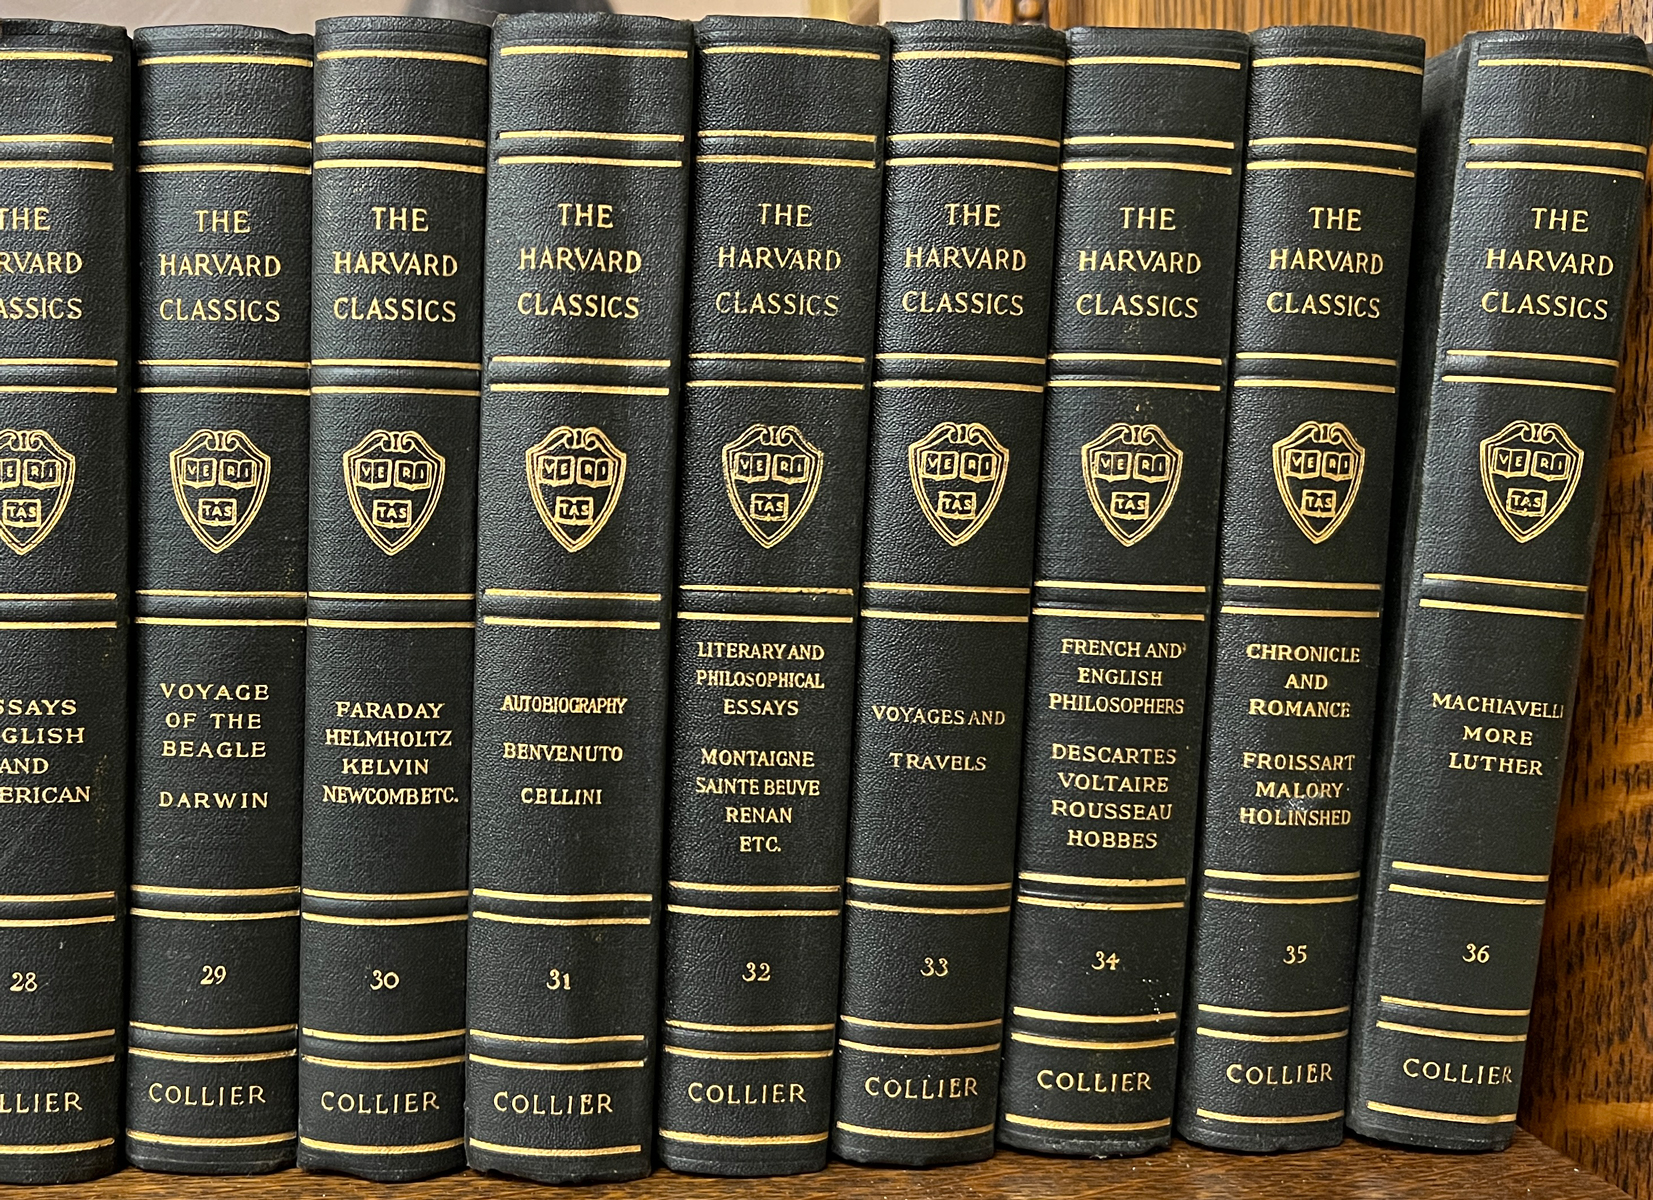 THE
RVARD
ASSICS
VE RI
TAS
SSAYS
GLISH
AND
ERICAN
28
LLIER
THE
HARVARD
CLASSICS
VE RI
TAS
VOYAGE
OF THE
BEAGLE
DARWIN
29
COLLIER
THE
HARVARD
CLASSICS
VE RI
TAS
FARADAY
HELMHOLTZ
KELVIN
NEWCOMB ETC.
30
COLLIER
THE
HARVARD
CLASSICS
VE RI
TAS
AUTOBIOGRAPHY
BENVENUTO
CELLINI
31
COLLIER
THE
HARVARD
CLASSICS
VE RI
TAS
LITERARY AND
PHILOSOPHICAL
ESSAYS
MONTAIGNE
SAINTE BEUVE
RENAN
ETC.
32
COLLIER
THE
HARVARD
CLASSICS
VE RI
TAS
VOYAGES AND
TRAVELS
33
COLLIER
THE
HARVARD
CLASSICS
VE RI
TAS
FRENCH AND
ENGLISH
PHILOSOPHERS
DESCARTES
VOLTAIRE
ROUSSEAU
HOBBES
34
COLLIER
THE
HARVARD
CLASSICS
VE RI
TAS
CHRONICLE
AND
ROMANCE
FROISSART
MALORY
HOLINSHED
35
COLLIER
THE
HARVARD
CLASSICS
VE RI
TAS
MACHIAVELLI
MORE
LUTHER
36
COLLIER